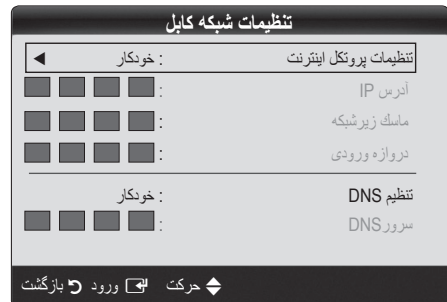 تنظیمات شبکه کابل
تنظیمات پروتکل اینترنت : خودکار
آدرس IP :
ماسك زیرشبکه :
دروازه ورودی :
تنظیم DNS : خودکار
سرورDNS :
حرکت ورود بازگشت